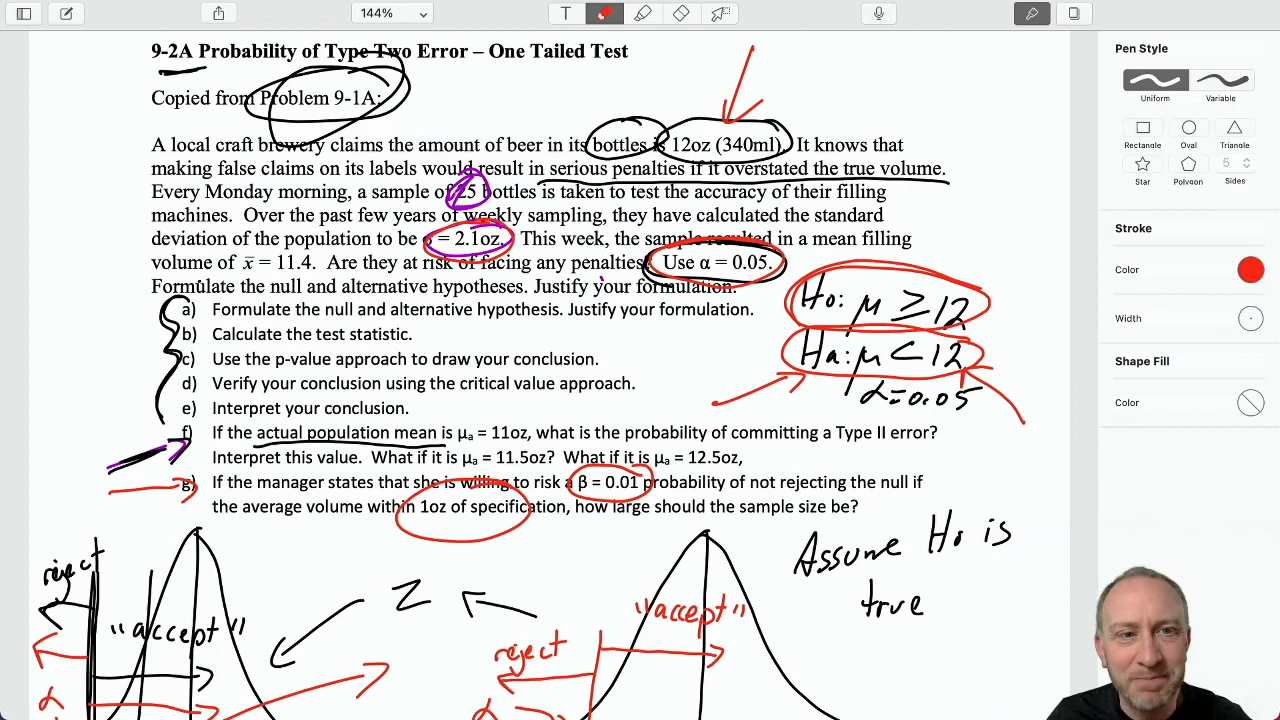 144%
T
9-2A Probability of Type Two Error – One Tailed Test
Copied from Problem 9-1A:
A local craft brewery claims the amount of beer in its bottles is 12oz (340ml). It knows that
making false claims on its labels would result in serious penalties if it overstated the true volume.
Every Monday morning, a sample of 25 bottles is taken to test the accuracy of their filling
machines. Over the past few years of weekly sampling, they have calculated the standard
deviation of the population to be = 2.1oz. This week, the sample resulted in a mean filling
volume of x̄ = 11.4. Are they at risk of facing any penalties Use α = 0.05.
Formulate the null and alternative hypotheses. Justify your formulation.
a) Formulate the null and alternative hypothesis. Justify your formulation.
b) Calculate the test statistic.
c) Use the p-value approach to draw your conclusion.
d) Verify your conclusion using the critical value approach.
e) Interpret your conclusion.
f) If the actual population mean is μₐ = 11oz, what is the probability of committing a Type II error?
Interpret this value. What if it is μₐ = 11.5oz? What if it is μₐ = 12.5oz,
g) If the manager states that she is willing to risk a β = 0.01 probability of not rejecting the null if
the average volume within 1oz of specification, how large should the sample size be?
Ho: μ ≥ 12
Ha: μ < 12
α=0.05
Assume Ho is
true
reject
"accept"
Z
α
"accept"
reject
α
Pen Style
Uniform
Variable
Rectangle
Oval
Triangle
Star
Polygon
5
Sides
Stroke
Color
Width
Shape Fill
Color